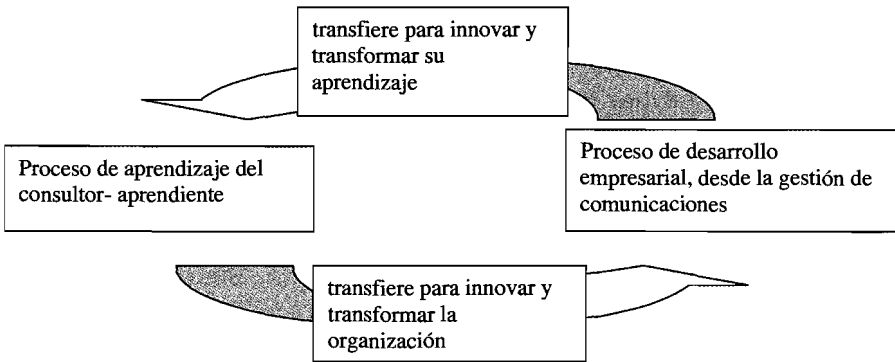 transfiere para innovar y
transformar su
aprendizaje
Proceso de aprendizaje del
consultor- aprendiente
Proceso de desarrollo
empresarial, desde la gestión de
comunicaciones
transfiere para innovar y
transformar la
organización